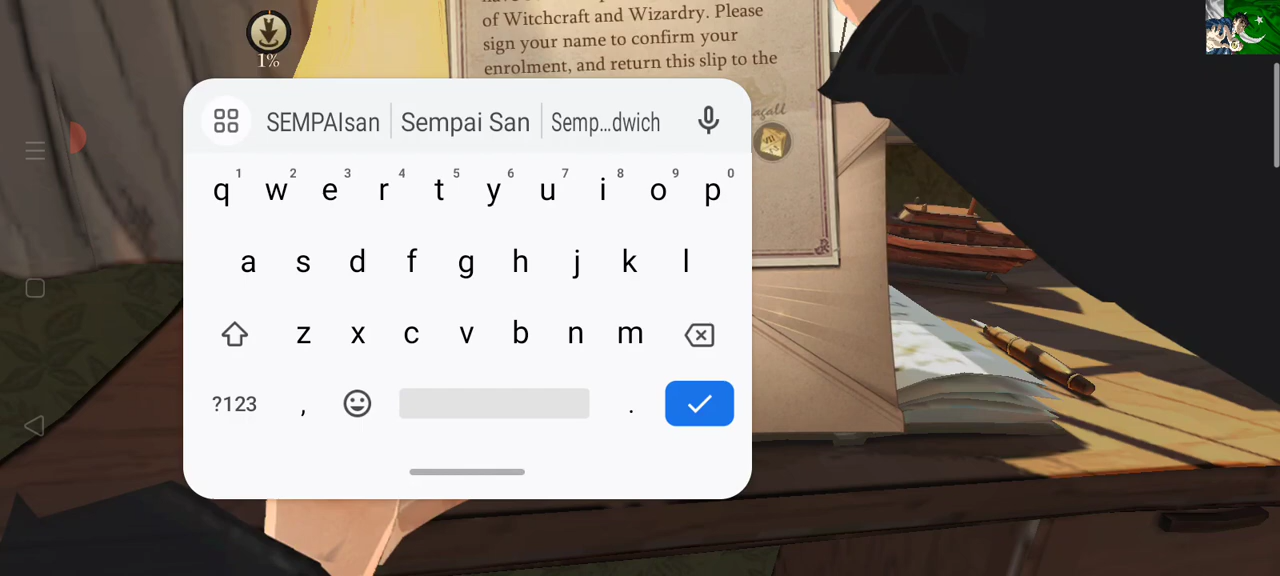 of Witchcraft and Wizardry. Please
sign your name to confirm your
enrolment, and return this slip to the
1%
SEMPAIsan Sempai San Semp...dwich
1 2 3 4 5 6 7 8 9 0
q w e r t y u i o p
a s d f g h j k l
z x c v b n m
?123 , .